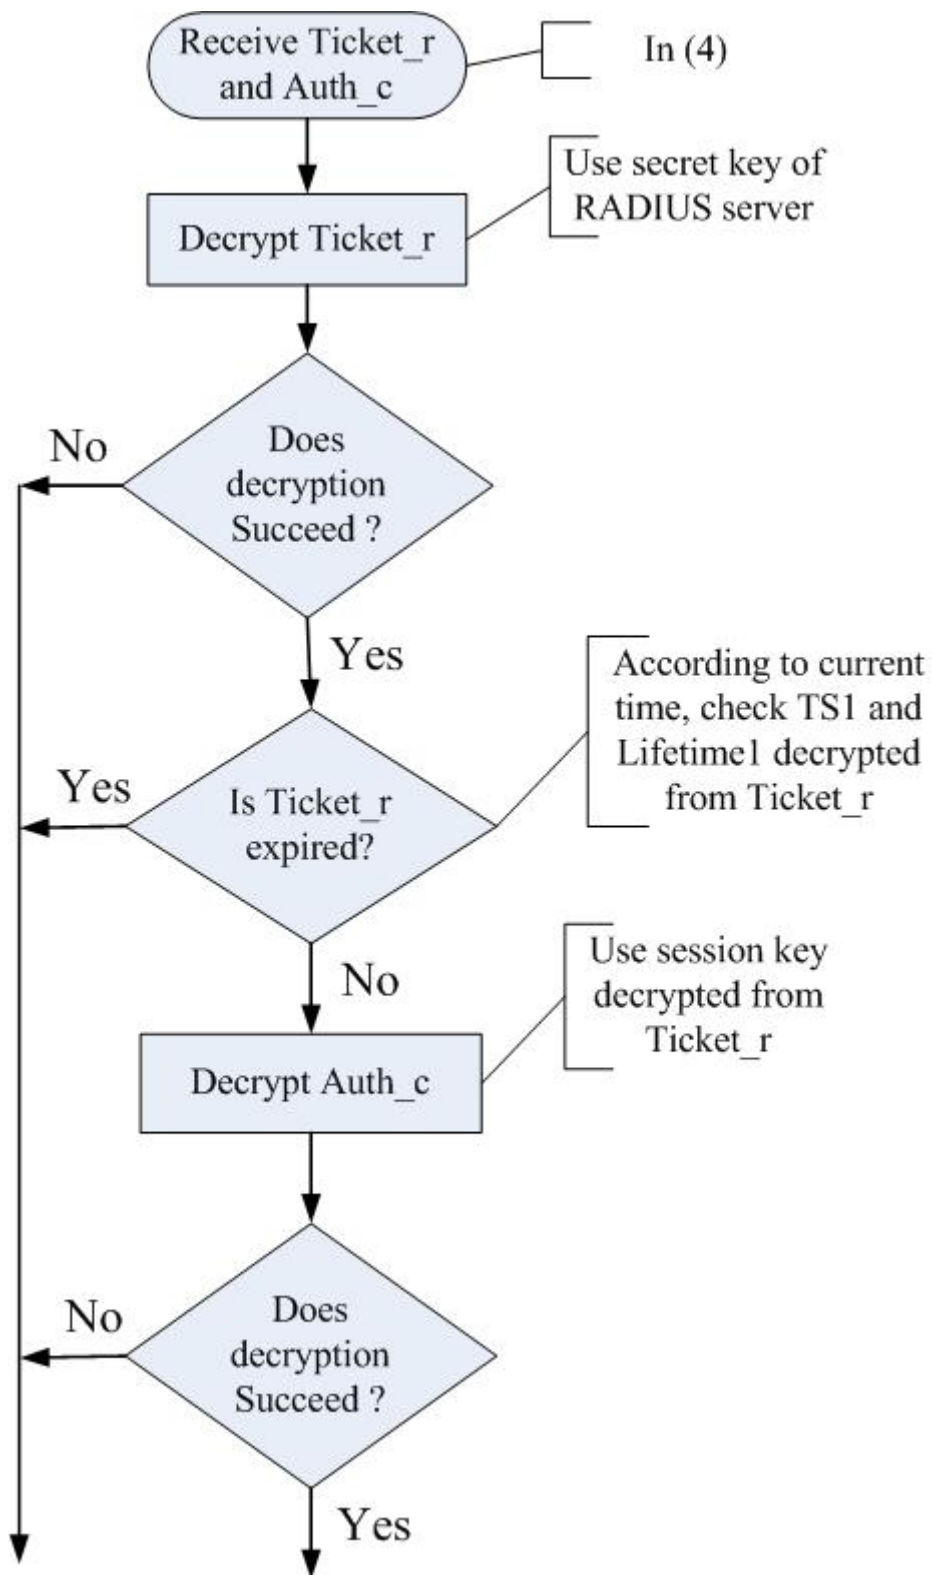 Receive Ticket_r
and Auth_c
In (4)
Use secret key of
RADIUS server
Decrypt Ticket_r
Does
decryption
Succeed ?
No
Yes
According to current
time, check TS1 and
Lifetime1 decrypted
from Ticket_r
Is Ticket_r
expired?
Yes
No
Use session key
decrypted from
Ticket_r
Decrypt Auth_c
Does
decryption
Succeed ?
No
Yes